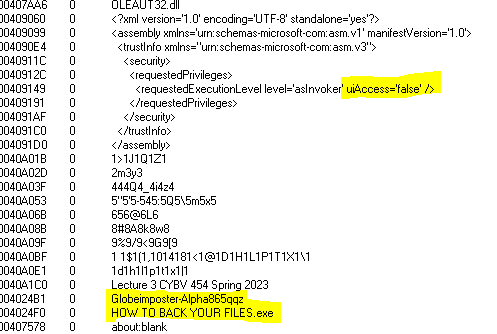 00407AA6 0 OLEAUT32.dll
00409060 0 <?xml version='1.0' encoding='UTF-8' standalone='yes'?>
00409099 0 <assembly xmlns='urn:schemas-microsoft-com:asm.v1' manifestVersion='1.0'>
004090E4 0 <trustInfo xmlns="urn:schemas-microsoft-com:asm.v3">
0040911C 0 <security>
0040912C 0 <requestedPrivileges>
00409149 0 <requestedExecutionLevel level='asInvoker' uiAccess='false' />
00409191 0 </requestedPrivileges>
004091AF 0 </security>
004091C0 0 </trustInfo>
004091D0 0 </assembly>
0040A01B 0 1>1J1Q1Z1
0040A02D 0 2m3y3
0040A03F 0 444Q4_4i4z4
0040A053 0 5"5'5-545:5Q5\5m5x5
0040A06B 0 656@6L6
0040A08B 0 8#8A8k8w8
0040A09F 0 9%9/9<9G9[9
0040A0BF 0 1 1$1(1,1014181<1@1D1H1L1P1T1X1\1
0040A0E1 0 1d1h1l1p1t1x1|1
0040A1C0 0 Lecture 3 CYBV 454 Spring 2023
004024B1 0 Globeimposter-Alpha865qqz
004024F0 0 HOW TO BACK YOUR FILES.exe
00407578 0 about:blank